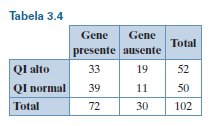 Tabela 3.4
Gene presente Gene ausente Total
QI alto 33 19 52
QI normal 39 11 50
Total 72 30 102